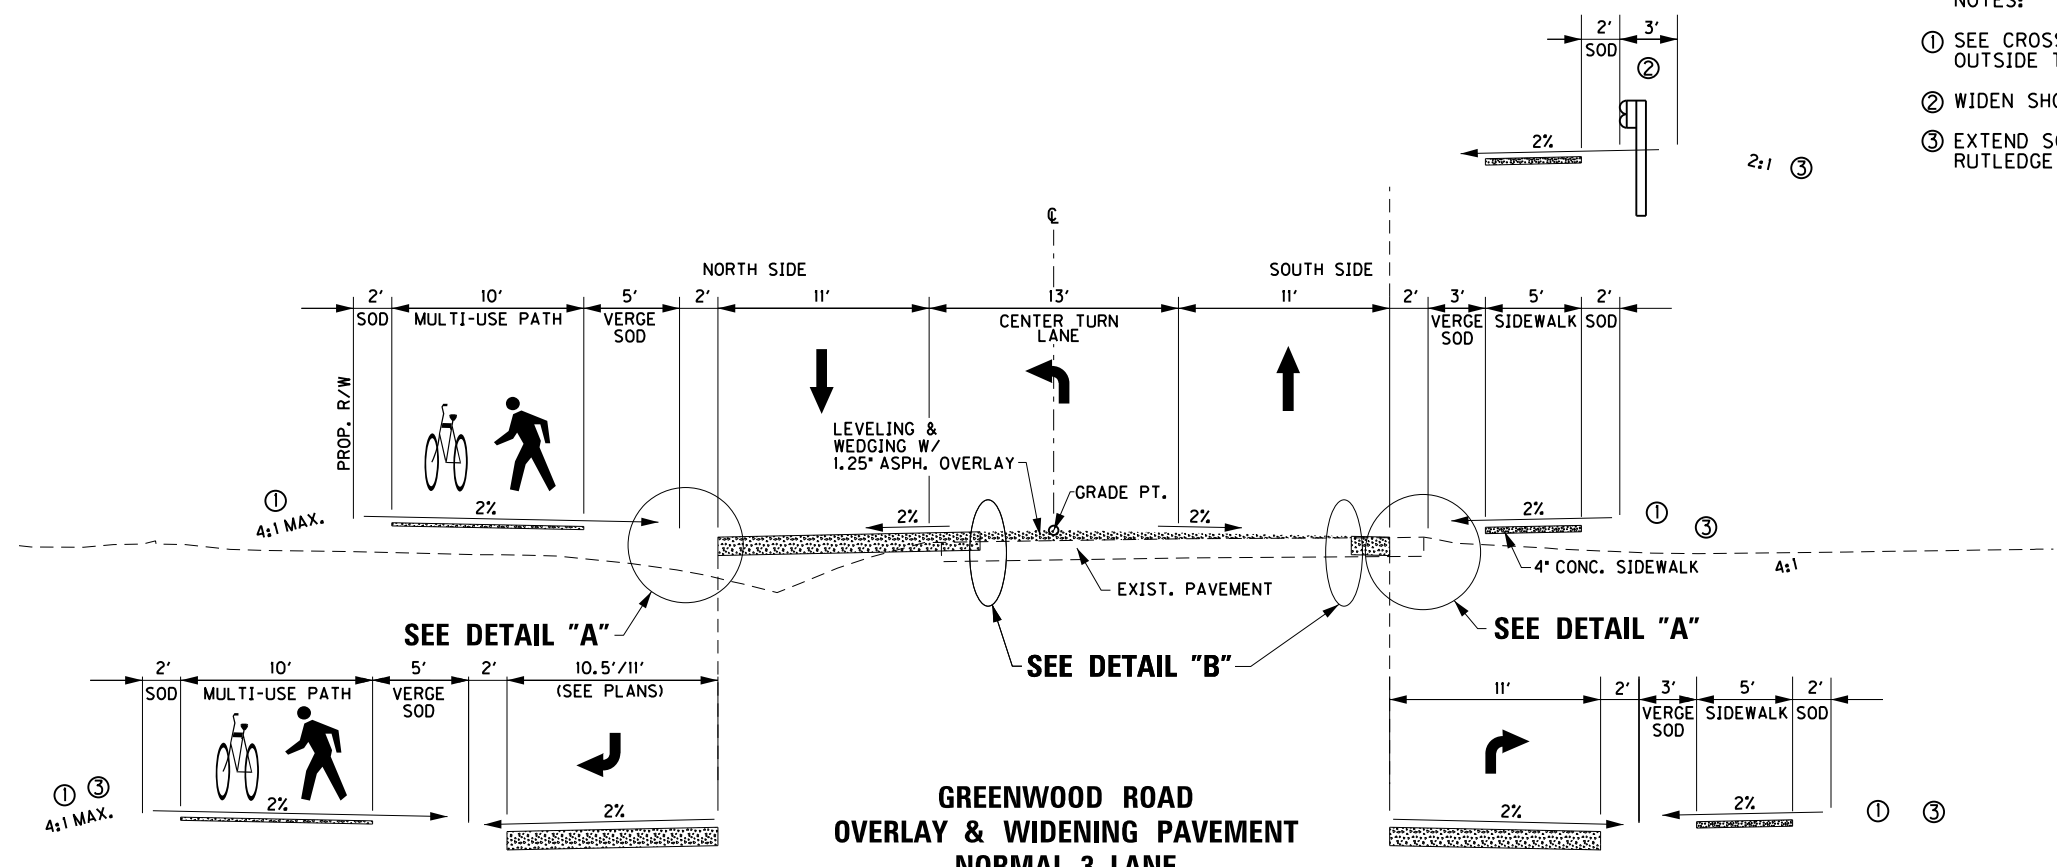 NOTES:
① SEE CROSS
OUTSIDE T
② WIDEN SHO
③ EXTEND SO
RUTLEDGE
2' 3'
SOD
②
2%
2:1 ③
℄
NORTH SIDE SOUTH SIDE
2' 10' 5' 2' 11' 13' 11' 2' 3' 5' 2'
SOD MULTI-USE PATH VERGE SOD CENTER TURN LANE VERGE SOD SIDEWALK SOD
PROP. R/W
LEVELING &
WEDGING W/
1.25" ASPH. OVERLAY
GRADE PT.
①
4:1 MAX.
2% 2% 2% 2%
① ③
4" CONC. SIDEWALK
4:1
EXIST. PAVEMENT
SEE DETAIL "A"
SEE DETAIL "B"
SEE DETAIL "A"
2' 10' 5' 2' 10.5'/11'
SOD MULTI-USE PATH VERGE SOD (SEE PLANS)
① ③
4:1 MAX.
2% 2%
11' 2' 3' 5' 2'
VERGE SOD SIDEWALK SOD
2% 2%
① ③
GREENWOOD ROAD
OVERLAY & WIDENING PAVEMENT
NORMAL 3 LANE